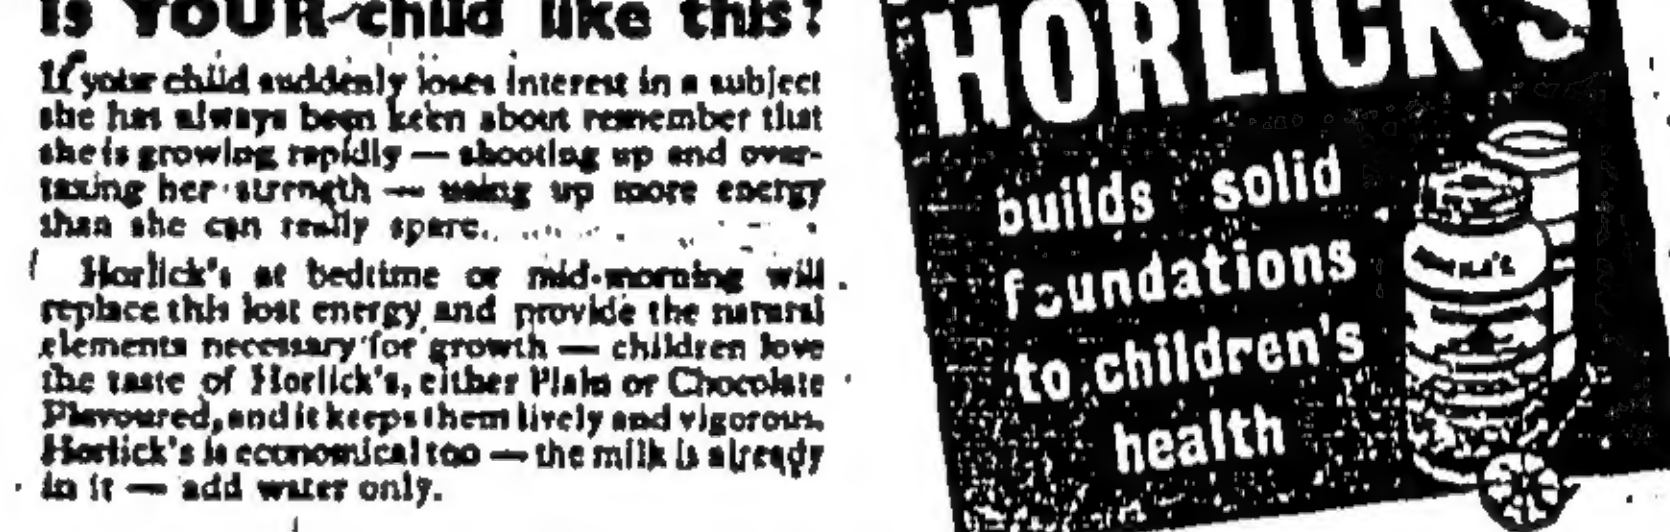 Is YOUR child like this?
If your child suddenly loses interest in a subject
she has always been keen about remember that
she is growing rapidly — shooting up and over-
taxing her strength — using up more energy
than she can really spare.
Horlick's at bedtime or mid-morning will
replace this lost energy and provide the natural
elements necessary for growth — children love
the taste of Horlick's, either Plain or Chocolate
Flavoured, and it keeps them lively and vigorous.
Horlick's is economical too — the milk is already
in it — add water only.
HORLICK'S
builds solid
foundations
to children's
health